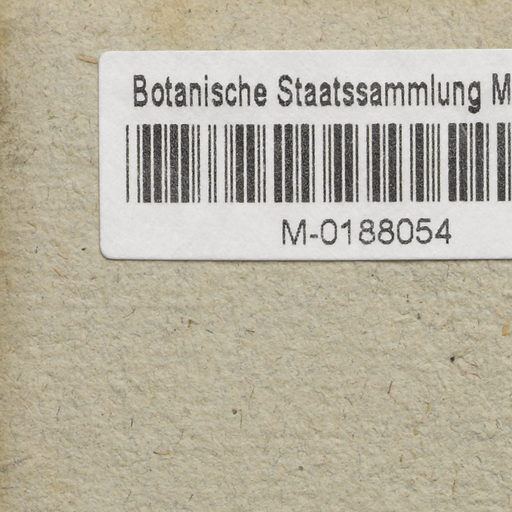 Botanische Staatssammlung M
M-0188054